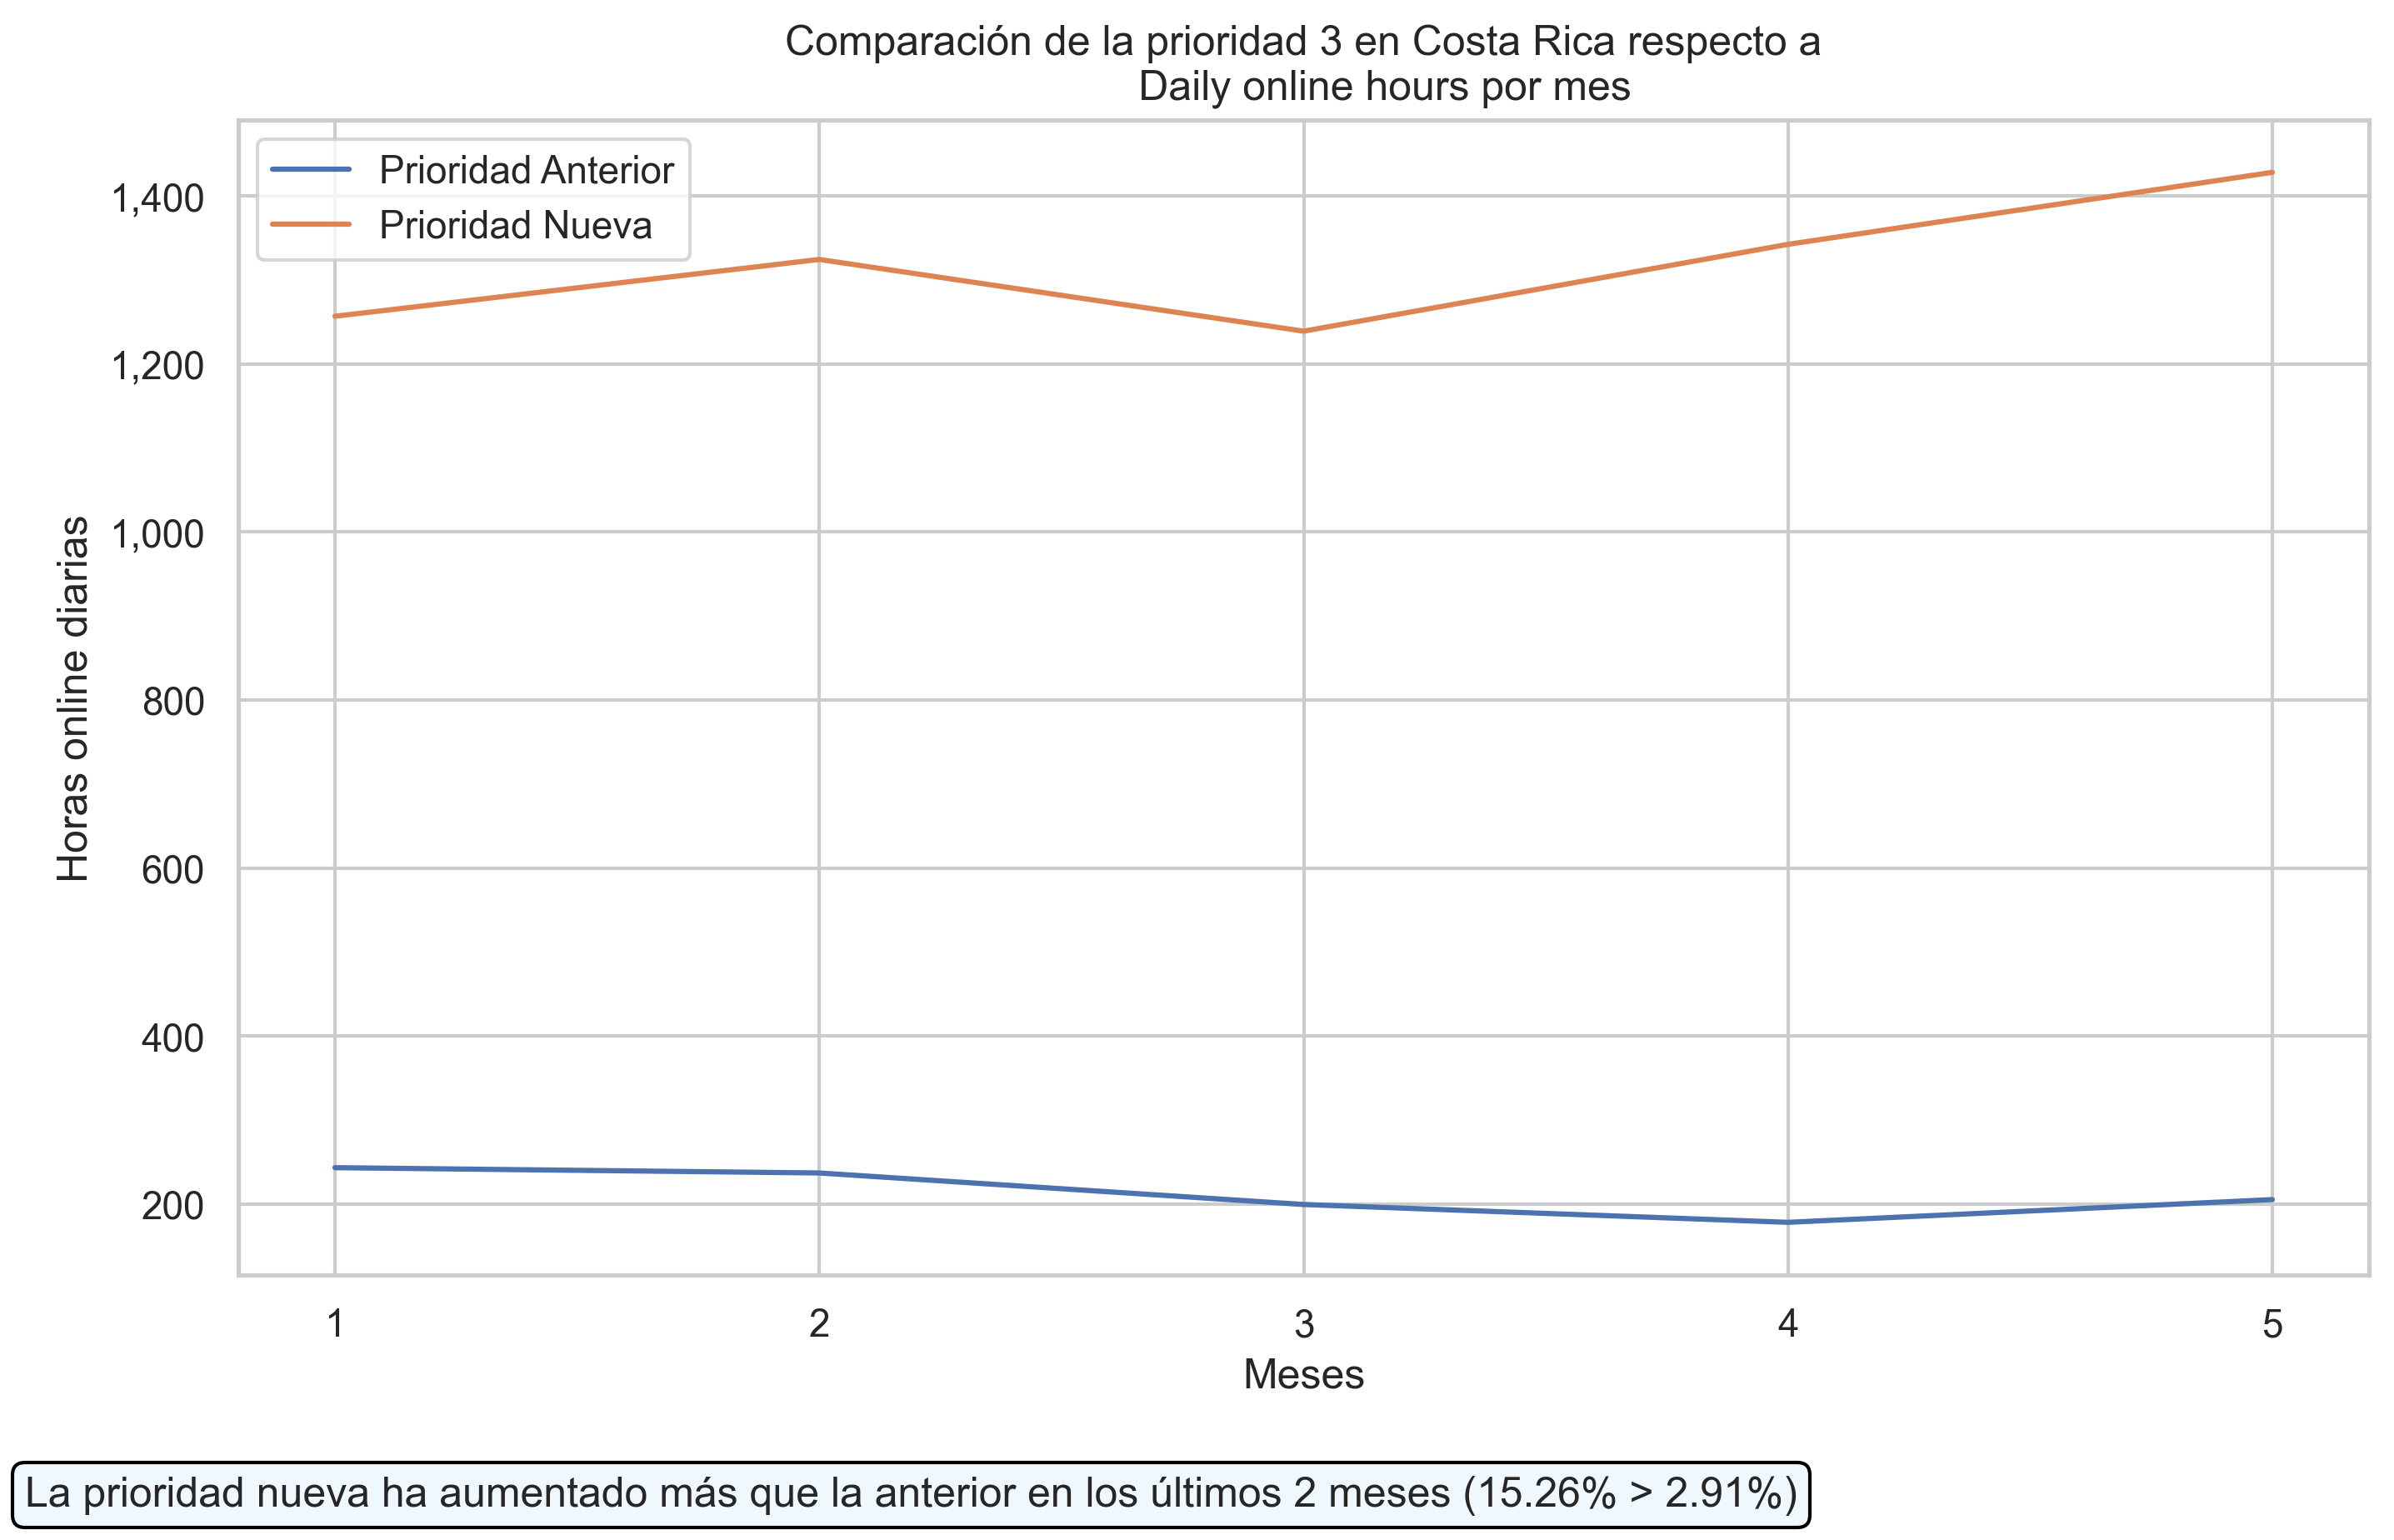 Comparación de la prioridad 3 en Costa Rica respecto a
Daily online hours por mes
Prioridad Anterior
Prioridad Nueva
1,400
1,200
1,000
800
600
400
200
Horas online diarias
1 2 3 4 5
Meses
La prioridad nueva ha aumentado más que la anterior en los últimos 2 meses (15.26% > 2.91%)